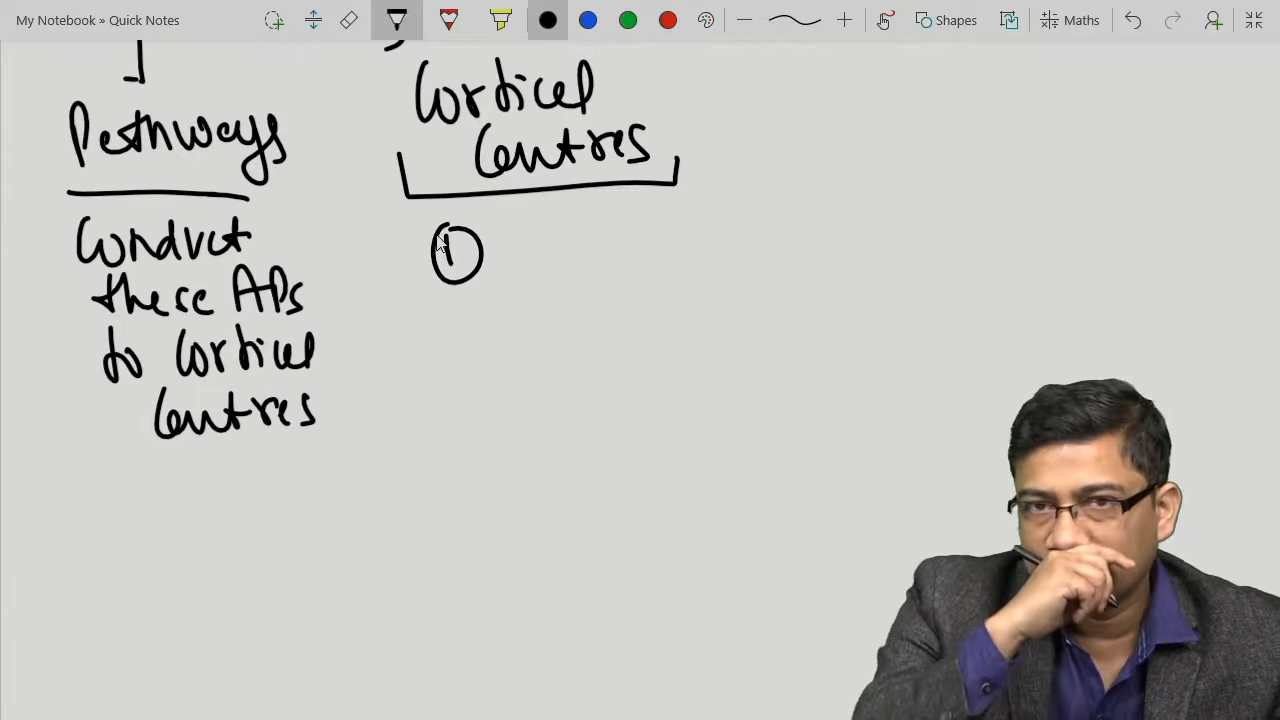 My Notebook » Quick Notes
Shapes
Maths
Pathways
Conduct
these APs
to Cortical
Centres
Cortical
Centres
1